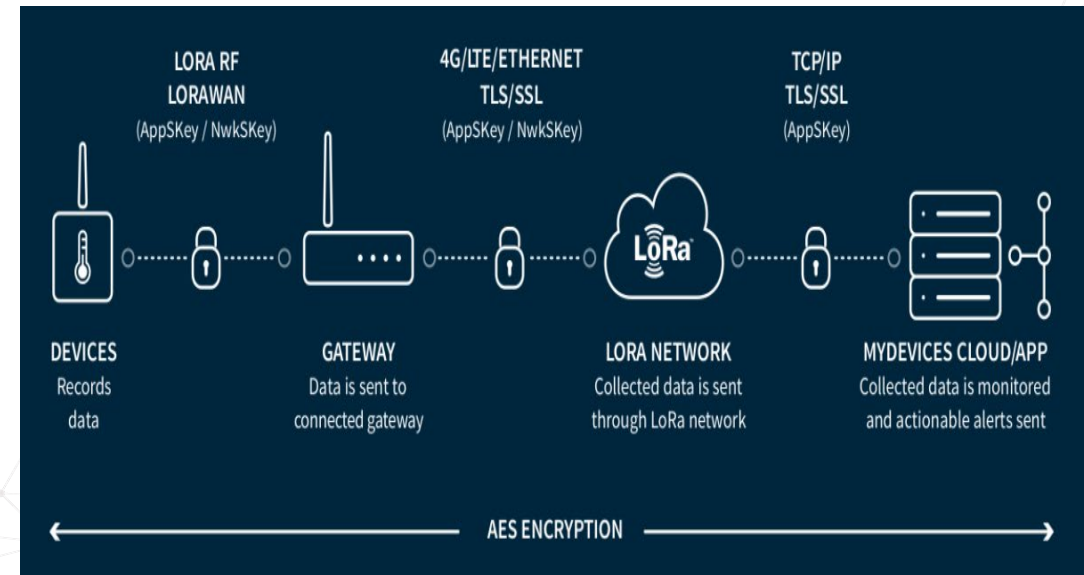 LORA RF
LORAWAN
(AppSKey / NwkSKey)
4G/LTE/ETHERNET
TLS/SSL
(AppSKey / NwkSKey)
TCP/IP
TLS/SSL
(AppSKey)
LoRa
DEVICES
Records
data
GATEWAY
Data is sent to
connected gateway
LORA NETWORK
Collected data is sent
through LoRa network
MYDEVICES CLOUD/APP
Collected data is monitored
and actionable alerts sent
AES ENCRYPTION